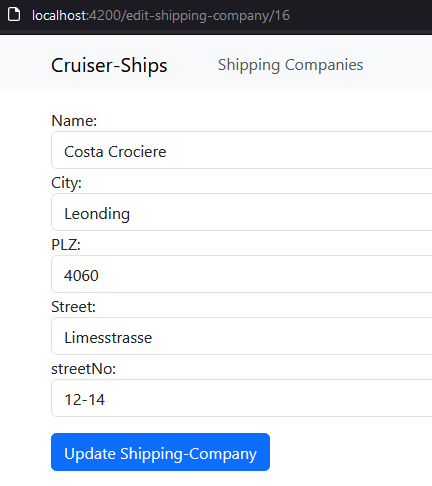 localhost:4200/edit-shipping-company/16
Cruiser-Ships Shipping Companies
Name:
Costa Crociere
City:
Leonding
PLZ:
4060
Street:
Limesstrasse
streetNo:
12-14
Update Shipping-Company